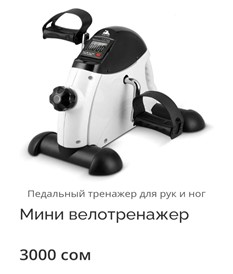 Педальный тренажер для рук и ног
Мини велотренажер
3000 сом